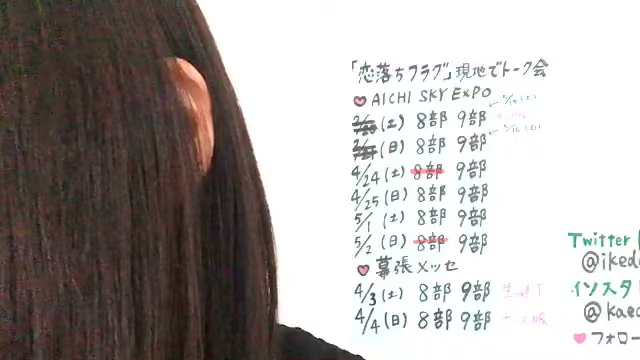 「恋落ちフラグ」現地でトーク会
AICHI SKY EXPO
(土) 8部 9部
(日) 8部 9部
4/24(土) 8部 9部
4/25(日) 8部 9部
5/1(土) 8部 9部
5/2(日) 8部 9部
幕張メッセ
4/3(土) 8部 9部
4/4(日) 8部 9部
Twitter
@iked
インスタ
@kae
フォロー